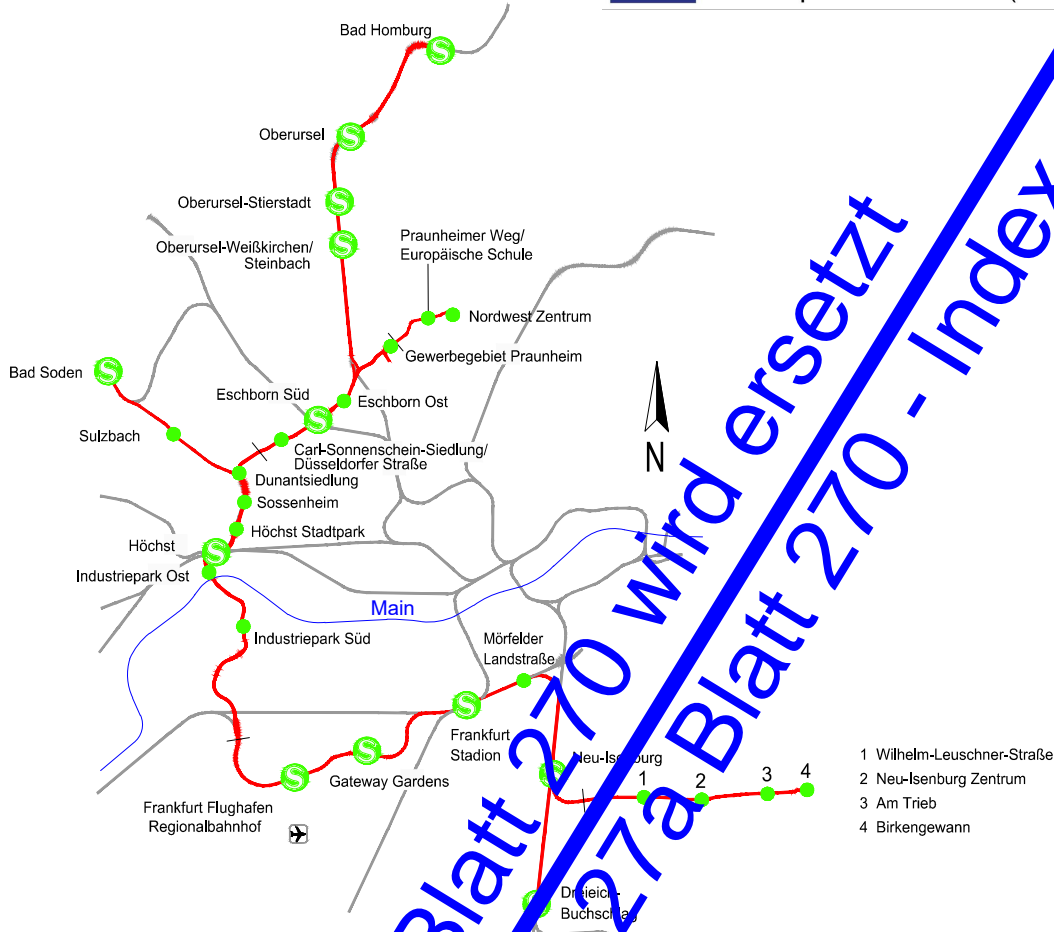 Bad Homburg
Oberursel
Oberursel-Stierstadt
Oberursel-Weißkirchen/
Steinbach
Praunheimer Weg/
Europäische Schule
Nordwest Zentrum
Gewerbegebiet Praunheim
Bad Soden
Eschborn Süd
Eschborn Ost
Sulzbach
Carl-Sonnenschein-Siedlung/
Düsseldorfer Straße
Dunantsiedlung
Sossenheim
Höchst Stadtpark
Höchst
Industriepark Ost
N
Main
Industriepark Süd
Mörfelder
Landstraße
Frankfurt
Stadion
Gateway Gardens
Frankfurt Flughafen
Regionalbahnhof
Neu-Isenburg
1
2
3
4
1 Wilhelm-Leuschner-Straße
2 Neu-Isenburg Zentrum
3 Am Trieb
4 Birkengewann
Dreieich-
Buchschlag
Blatt 270 wird ersetzt
27a Blatt 270 - Index